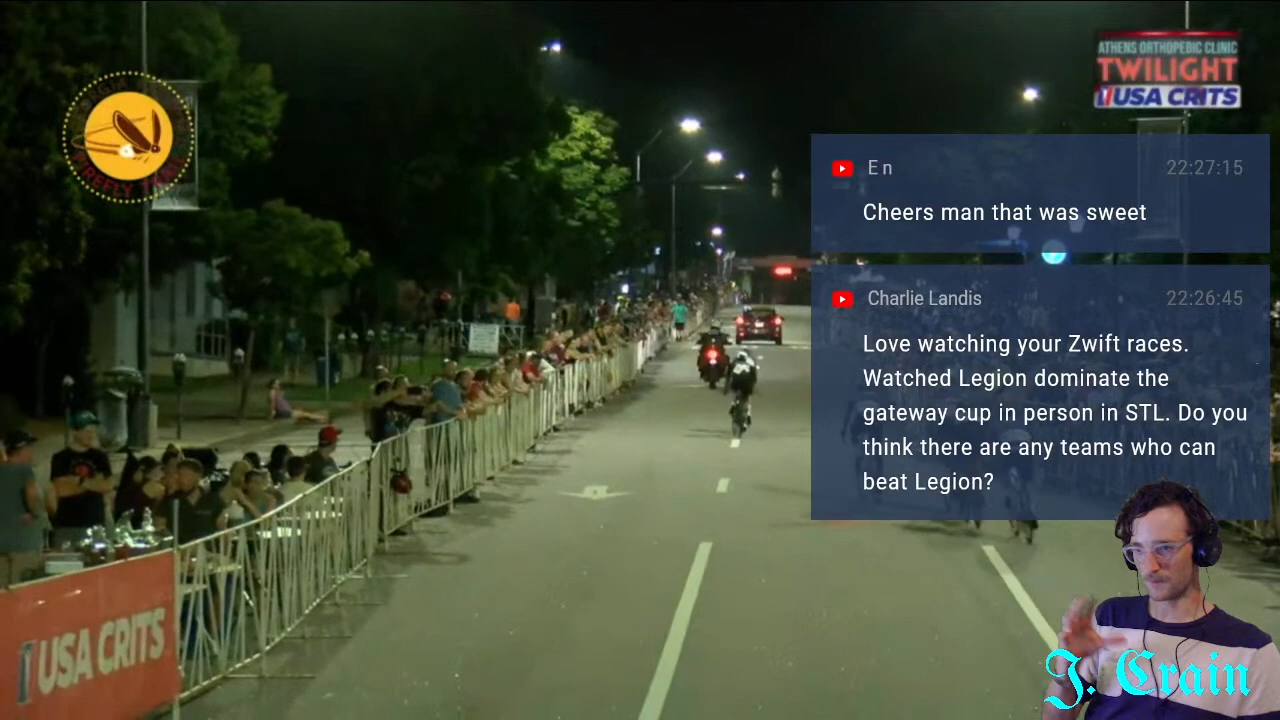 ATHENS ORTHOPEDIC CLINIC
TWILIGHT
USA CRITS
E n
22:27:15
Cheers man that was sweet
Charlie Landis
22:26:45
Love watching your Zwift races.
Watched Legion dominate the
gateway cup in person in STL. Do you
think there are any teams who can
beat Legion?
USA CRITS
J. Crain